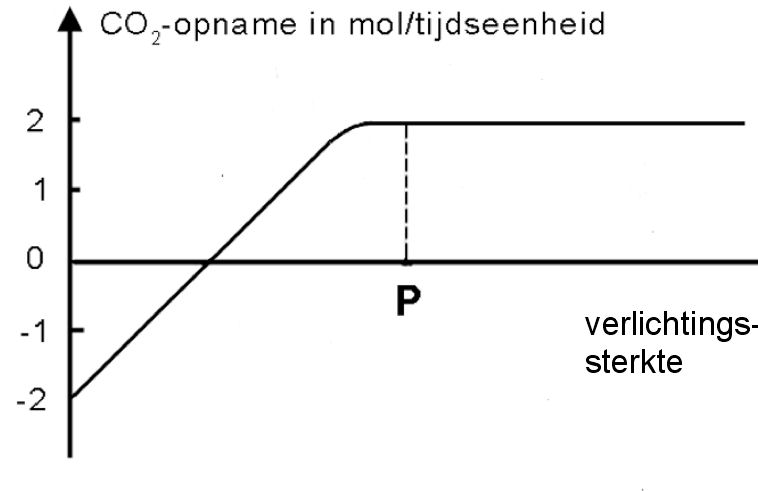 CO₂-opname in mol/tijdseenheid
2
1
0
P
-1
verlichtings-
sterkte
-2